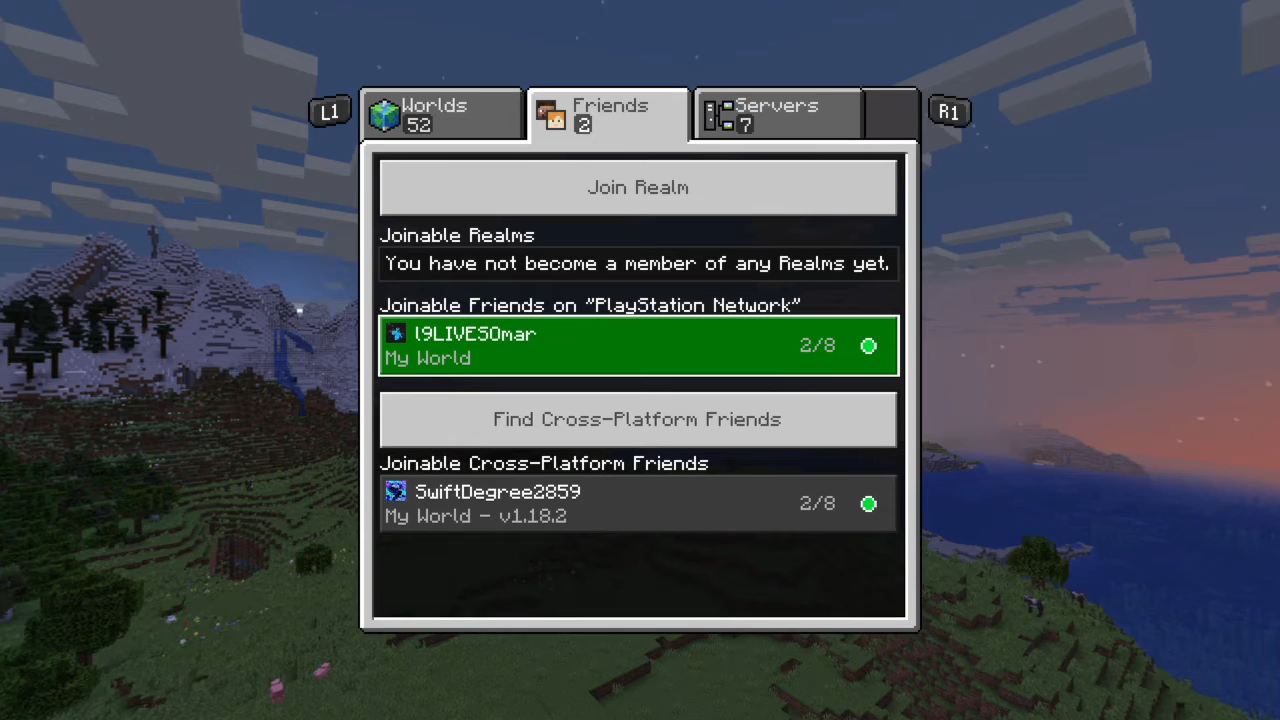 L1
Worlds
52
Friends
2
Servers
7
R1
Join Realm
Joinable Realms
You have not become a member of any Realms yet.
Joinable Friends on "PlayStation Network"
l9LIVESOmar
My World
2/8
Find Cross-Platform Friends
Joinable Cross-Platform Friends
SwiftDegree2859
My World - v1.18.2
2/8